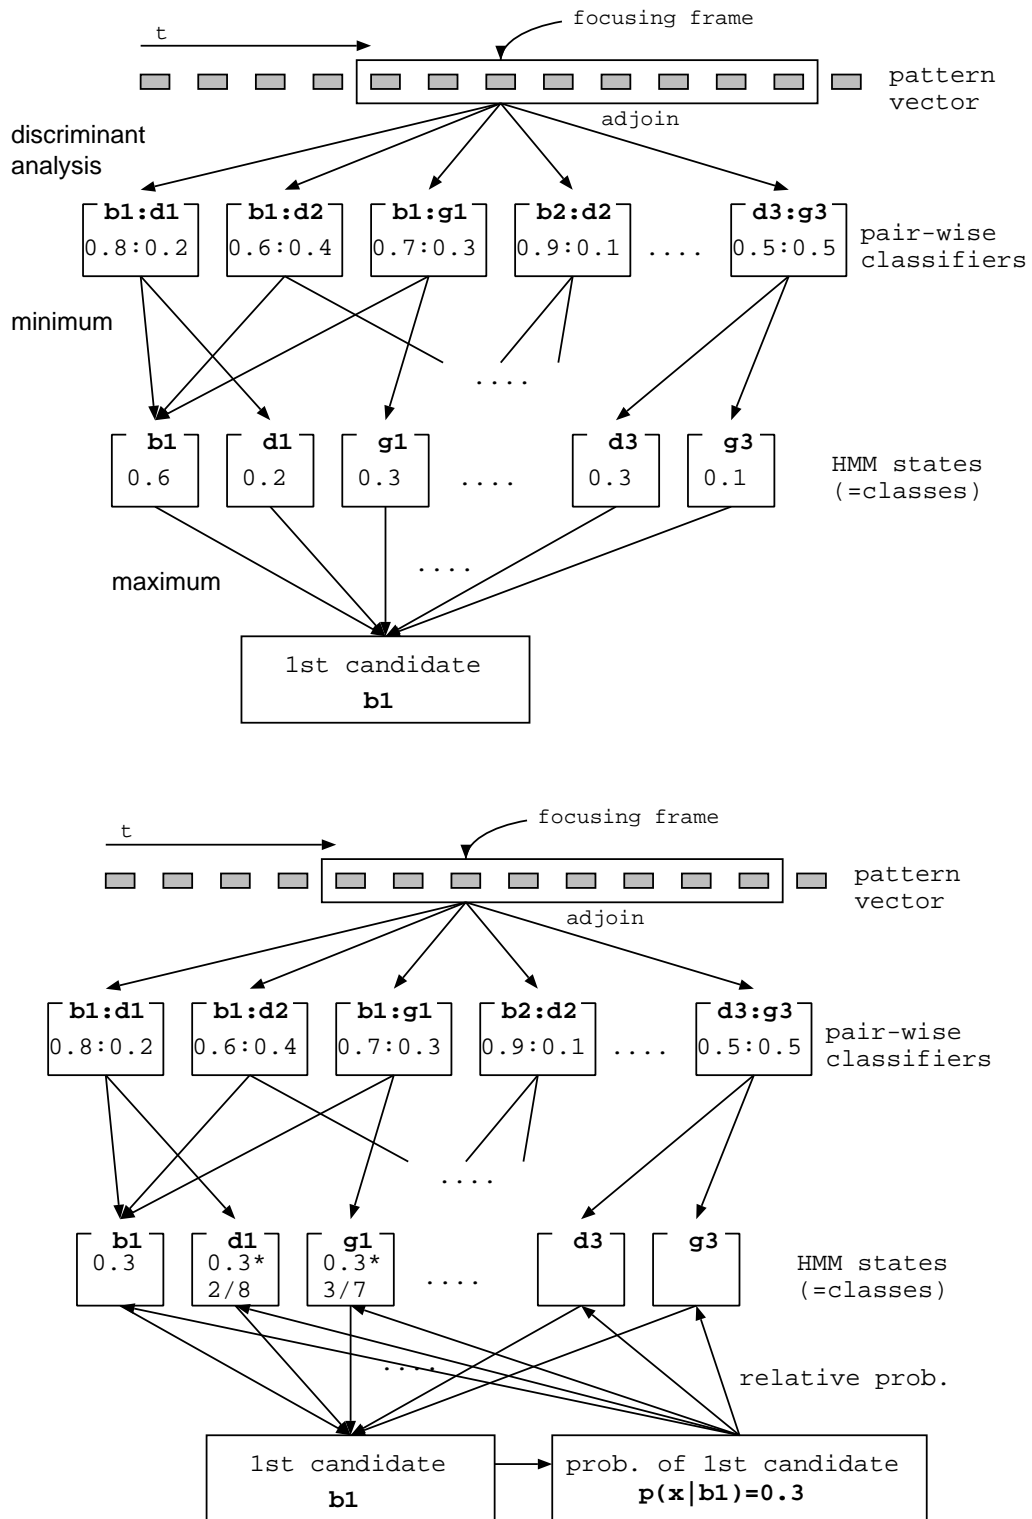 focusing frame
t
pattern
vector
adjoin
discriminant
analysis
b1:d1 b1:d2 b1:g1 b2:d2 d3:g3
0.8:0.2 0.6:0.4 0.7:0.3 0.9:0.1 .... 0.5:0.5
pair-wise
classifiers
minimum
....
b1 d1 g1 d3 g3
0.6 0.2 0.3 .... 0.3 0.1
HMM states
(=classes)
....
maximum
1st candidate
b1
focusing frame
t
pattern
vector
adjoin
b1:d1 b1:d2 b1:g1 b2:d2 d3:g3
0.8:0.2 0.6:0.4 0.7:0.3 0.9:0.1 .... 0.5:0.5
pair-wise
classifiers
....
b1 d1 g1 d3 g3
0.3 0.3* 0.3*
2/8 3/7 ....
HMM states
(=classes)
....
relative prob.
1st candidate
b1
prob. of 1st candidate
p(x|b1)=0.3